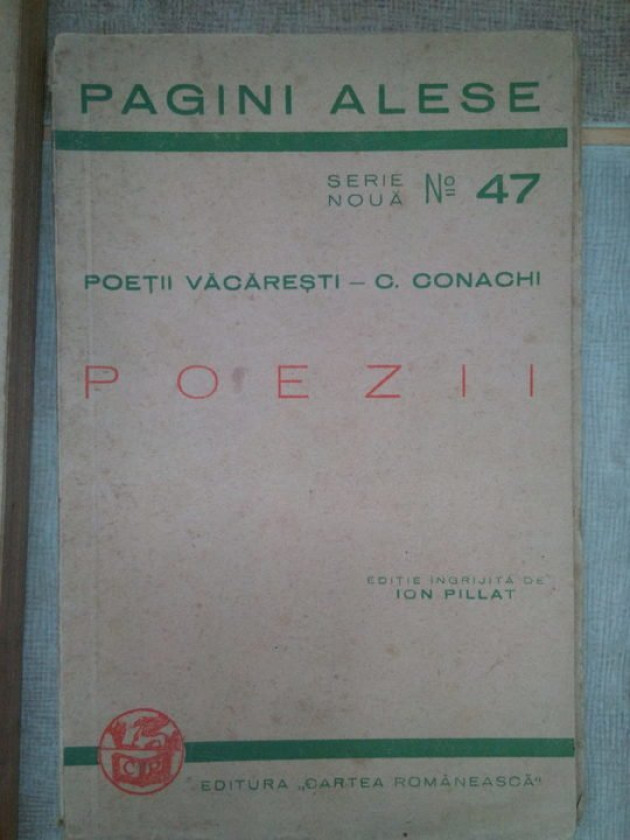 PAGINI ALESE
SERIE
NOUĂ
Nº 47
POEȚII VĂCĂREȘTI – C. CONACHI
POEZII
EDIȚIE ÎNGRIJITĂ DE
ION PILLAT
EDITURA „CARTEA ROMÂNEASCĂ"